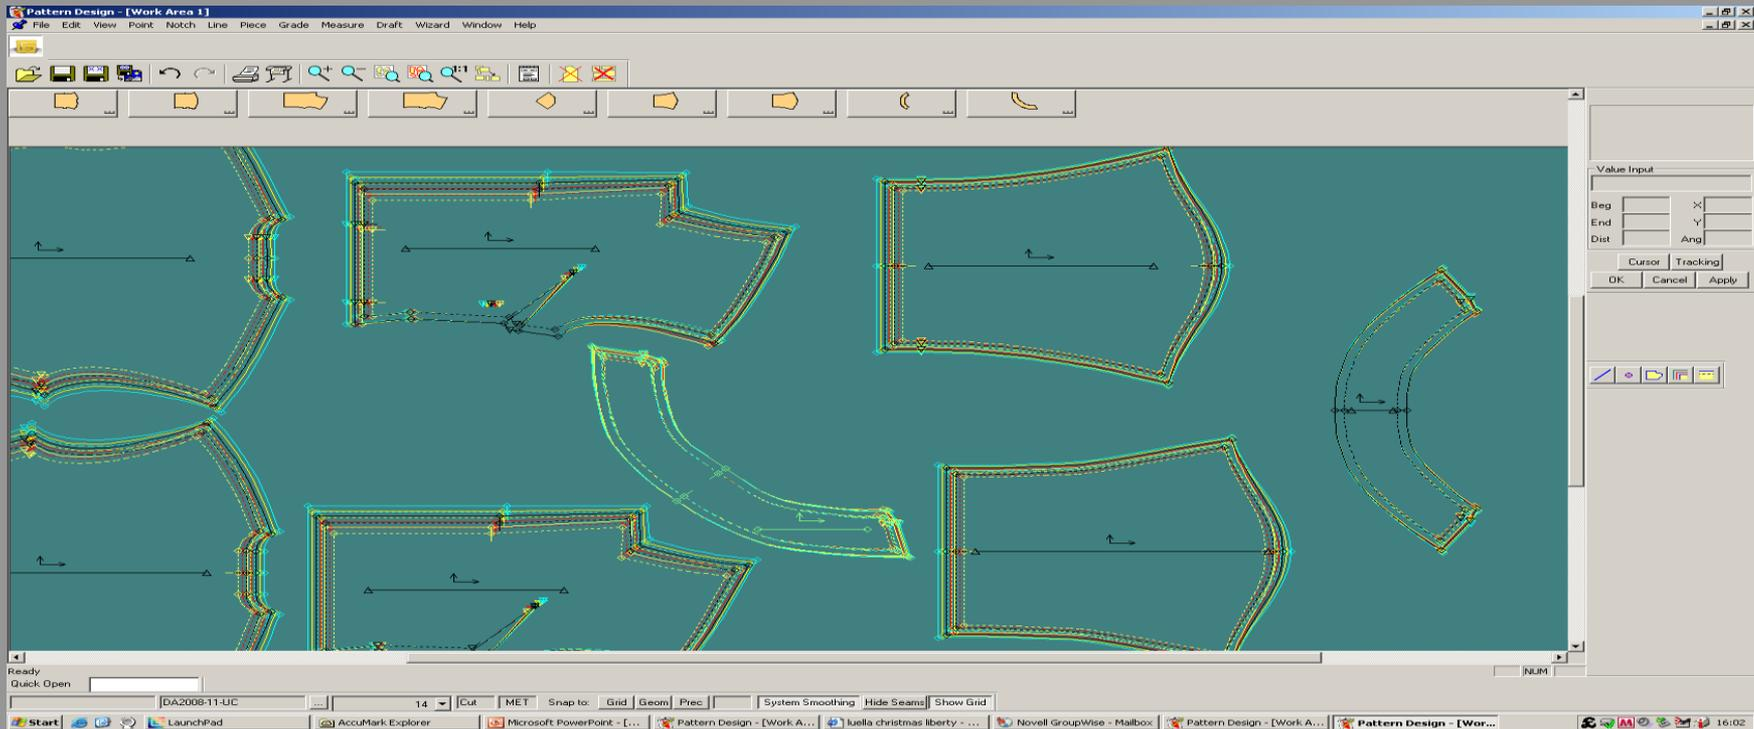 Pattern Design - [Work Area 1]
File Edit View Point Notch Line Piece Grade Measure Draft Wizard Window Help
1:1
Value Input
Beg X
End Y
Dist Ang
Cursor Tracking
OK Cancel Apply
Ready NUM
Quick Open
DA2008-11-UC ... 14 Cut MET Snap to: Grid Geom Prec System Smoothing Hide Seams Show Grid
Start LaunchPad AccuMark Explorer Microsoft PowerPoint - [... Pattern Design - [Work A... luella christmas liberty - ... Novell GroupWise - Mailbox Pattern Design - [Work A... Pattern Design - [Wor... 16:02